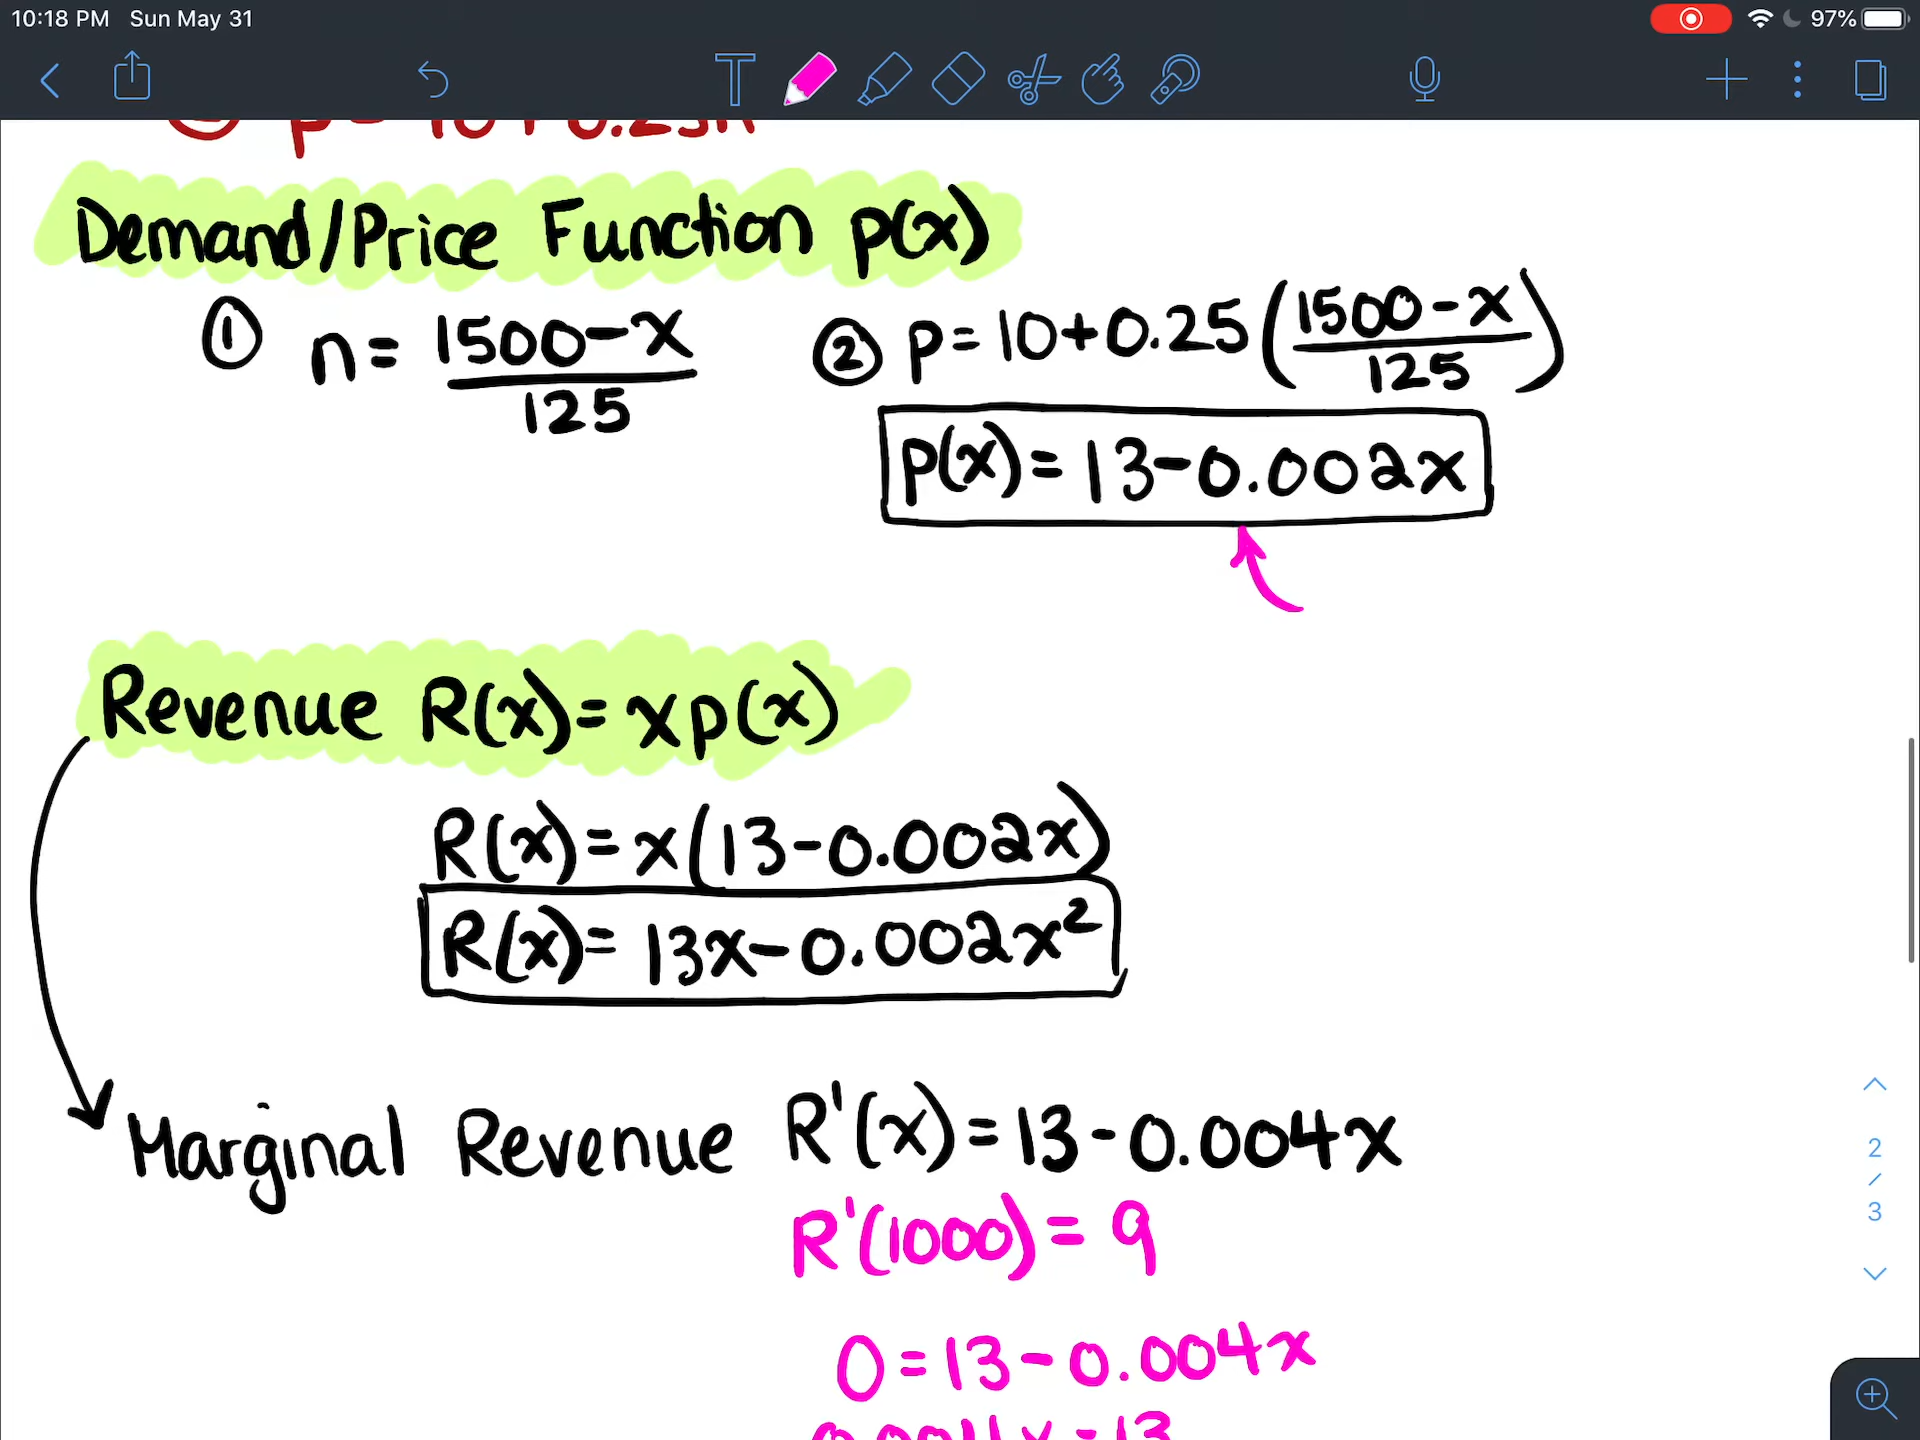 10:18 PM Sun May 31
97%
Demand/Price Function p(x)
① n = 1500-x / 125
② p = 10+0.25(1500-x / 125)
p(x) = 13-0.002x
Revenue R(x) = xp(x)
R(x) = x(13-0.002x)
R(x) = 13x-0.002x²
Marginal Revenue R'(x) = 13-0.004x
R'(1000) = 9
0 = 13-0.004x
2
/
3